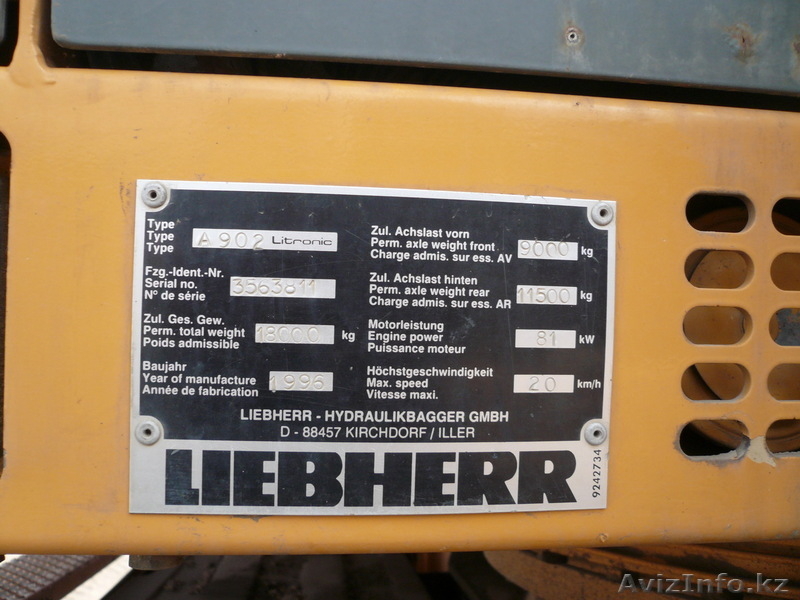 Type
Type A902 Litronic
Type
Fzg.-Ident.-Nr.
Serial no. 3563811
N° de série
Zul. Ges. Gew.
Perm. total weight 18000 kg
Poids admissible
Baujahr
Year of manufacture 1996
Année de fabrication
Zul. Achslast vorn
Perm. axle weight front 9000 kg
Charge admis. sur ess. AV
Zul. Achslast hinten
Perm. axle weight rear 11500 kg
Charge admis. sur ess. AR
Motorleistung
Engine power 81 kW
Puissance moteur
Höchstgeschwindigkeit
Max. speed 20 km/h
Vitesse maxi.
LIEBHERR - HYDRAULIKBAGGER GMBH
D - 88457 KIRCHDORF / ILLER
LIEBHERR
9242734
AvizInfo.kz